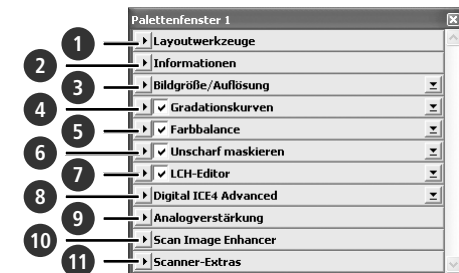 Palettenfenster 1
1 Layoutwerkzeuge
2 Informationen
3 Bildgröße/Auflösung
4 Gradationskurven
5 Farbbalance
6 Unscharf maskieren
7 LCH-Editor
8 Digital ICE4 Advanced
9 Analogverstärkung
10 Scan Image Enhancer
11 Scanner-Extras